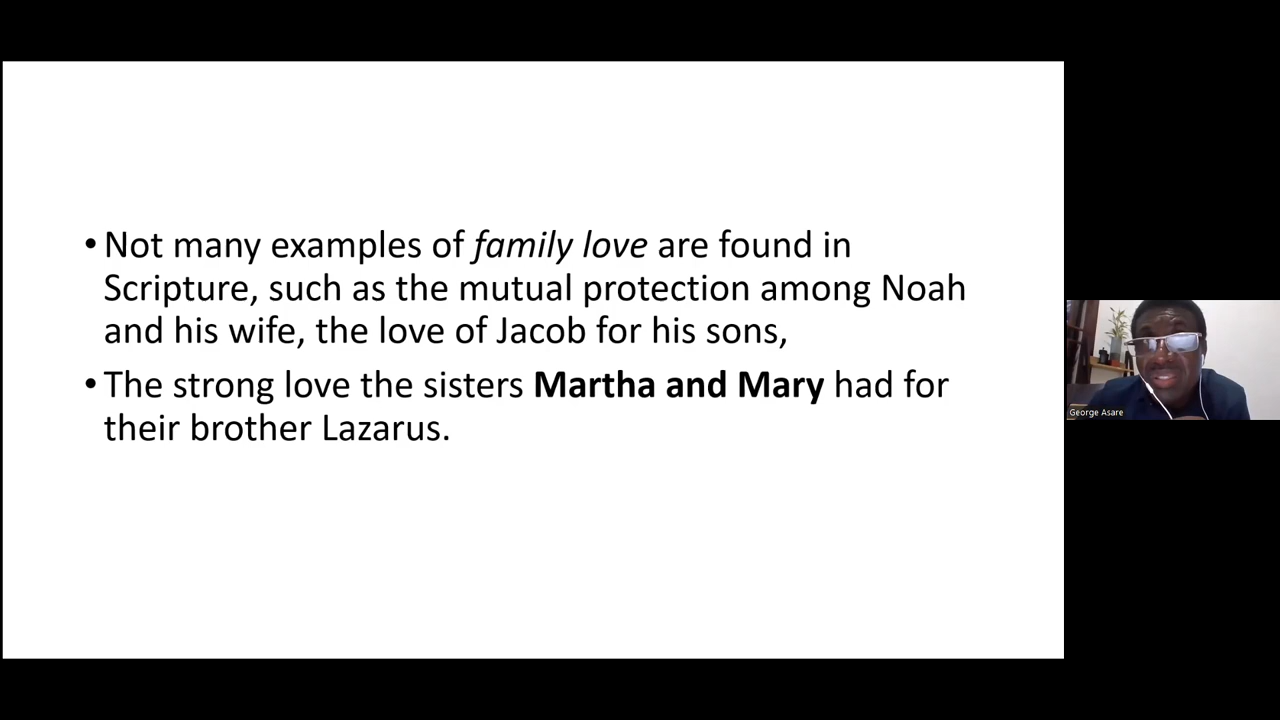 • Not many examples of family love are found in
Scripture, such as the mutual protection among Noah
and his wife, the love of Jacob for his sons,
• The strong love the sisters Martha and Mary had for
their brother Lazarus.
George Asare